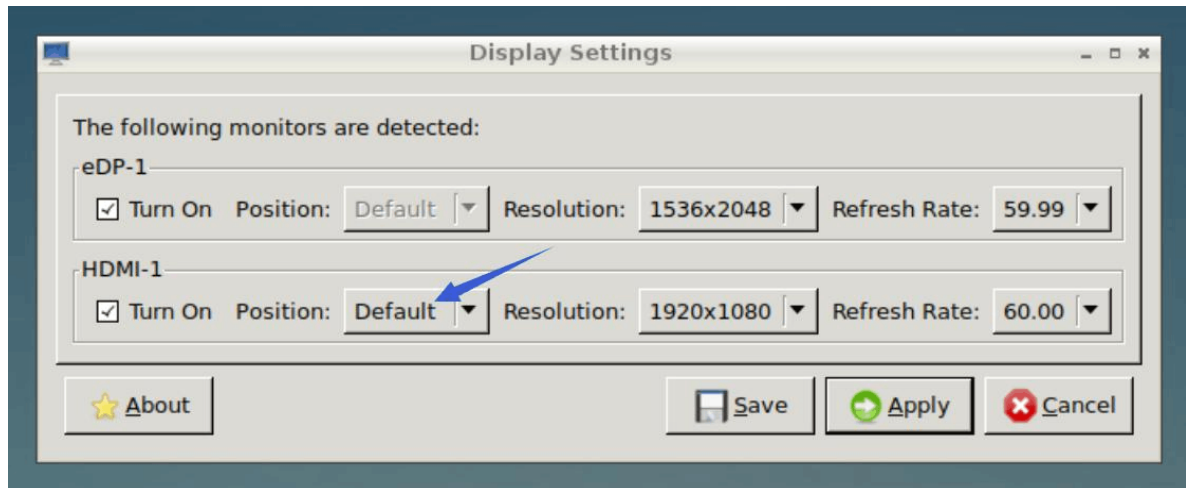 Display Settings
The following monitors are detected:
eDP-1
Turn On Position: Default Resolution: 1536x2048 Refresh Rate: 59.99
HDMI-1
Turn On Position: Default Resolution: 1920x1080 Refresh Rate: 60.00
About Save Apply Cancel